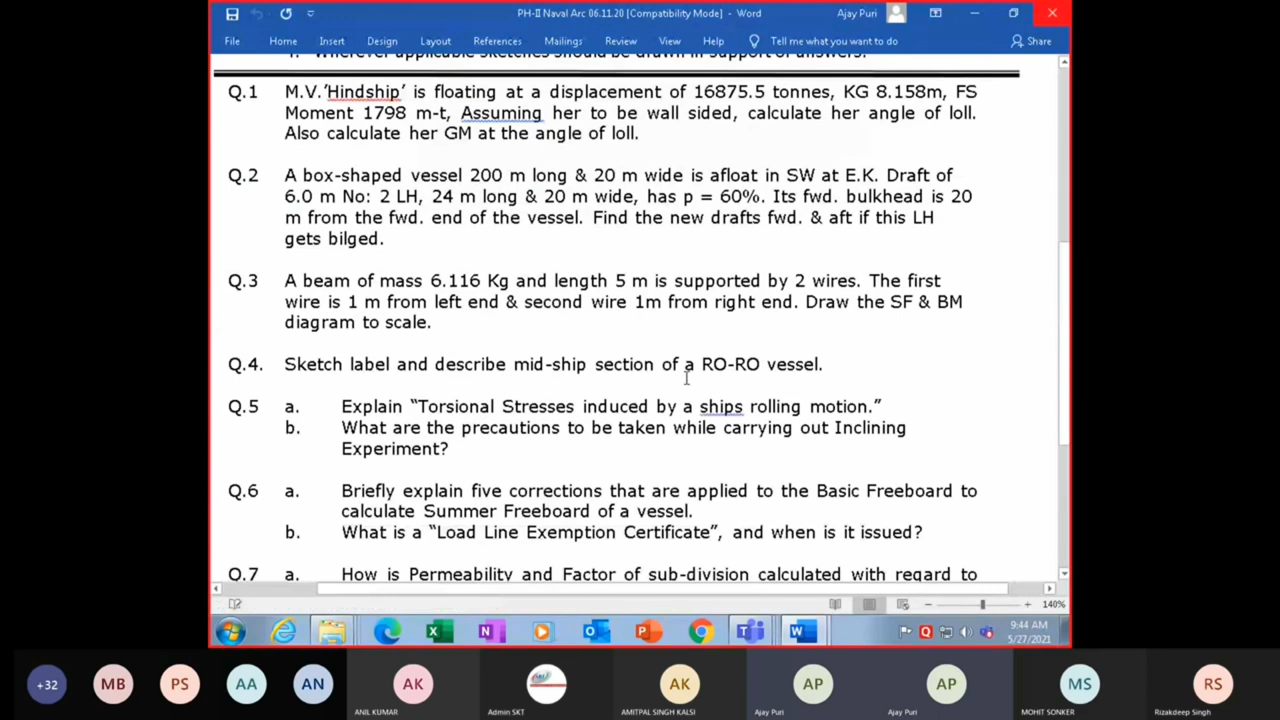 PH-II Naval Arc 06.11.20 [Compatibility Mode] - Word
Ajay Puri
File Home Insert Design Layout References Mailings Review View Help Tell me what you want to do Share
Wherever applicable sketches should be drawn in support of answers.
Q.1 M.V.'Hindship' is floating at a displacement of 16875.5 tonnes, KG 8.158m, FS
Moment 1798 m-t, Assuming her to be wall sided, calculate her angle of loll.
Also calculate her GM at the angle of loll.
Q.2 A box-shaped vessel 200 m long & 20 m wide is afloat in SW at E.K. Draft of
6.0 m No: 2 LH, 24 m long & 20 m wide, has p = 60%. Its fwd. bulkhead is 20
m from the fwd. end of the vessel. Find the new drafts fwd. & aft if this LH
gets bilged.
Q.3 A beam of mass 6.116 Kg and length 5 m is supported by 2 wires. The first
wire is 1 m from left end & second wire 1m from right end. Draw the SF & BM
diagram to scale.
Q.4. Sketch label and describe mid-ship section of a RO-RO vessel.
Q.5 a. Explain “Torsional Stresses induced by a ships rolling motion.”
b. What are the precautions to be taken while carrying out Inclining
Experiment?
Q.6 a. Briefly explain five corrections that are applied to the Basic Freeboard to
calculate Summer Freeboard of a vessel.
b. What is a “Load Line Exemption Certificate”, and when is it issued?
Q.7 a. How is Permeability and Factor of sub-division calculated with regard to
140%
9:44 AM
5/27/2021
+32 MB PS AA AN AK AK AP AP MS RS
ANIL KUMAR Admin SKT AMITPAL SINGH KALSI Ajay Puri Ajay Puri MOHIT SONKER Rizakdeep Singh